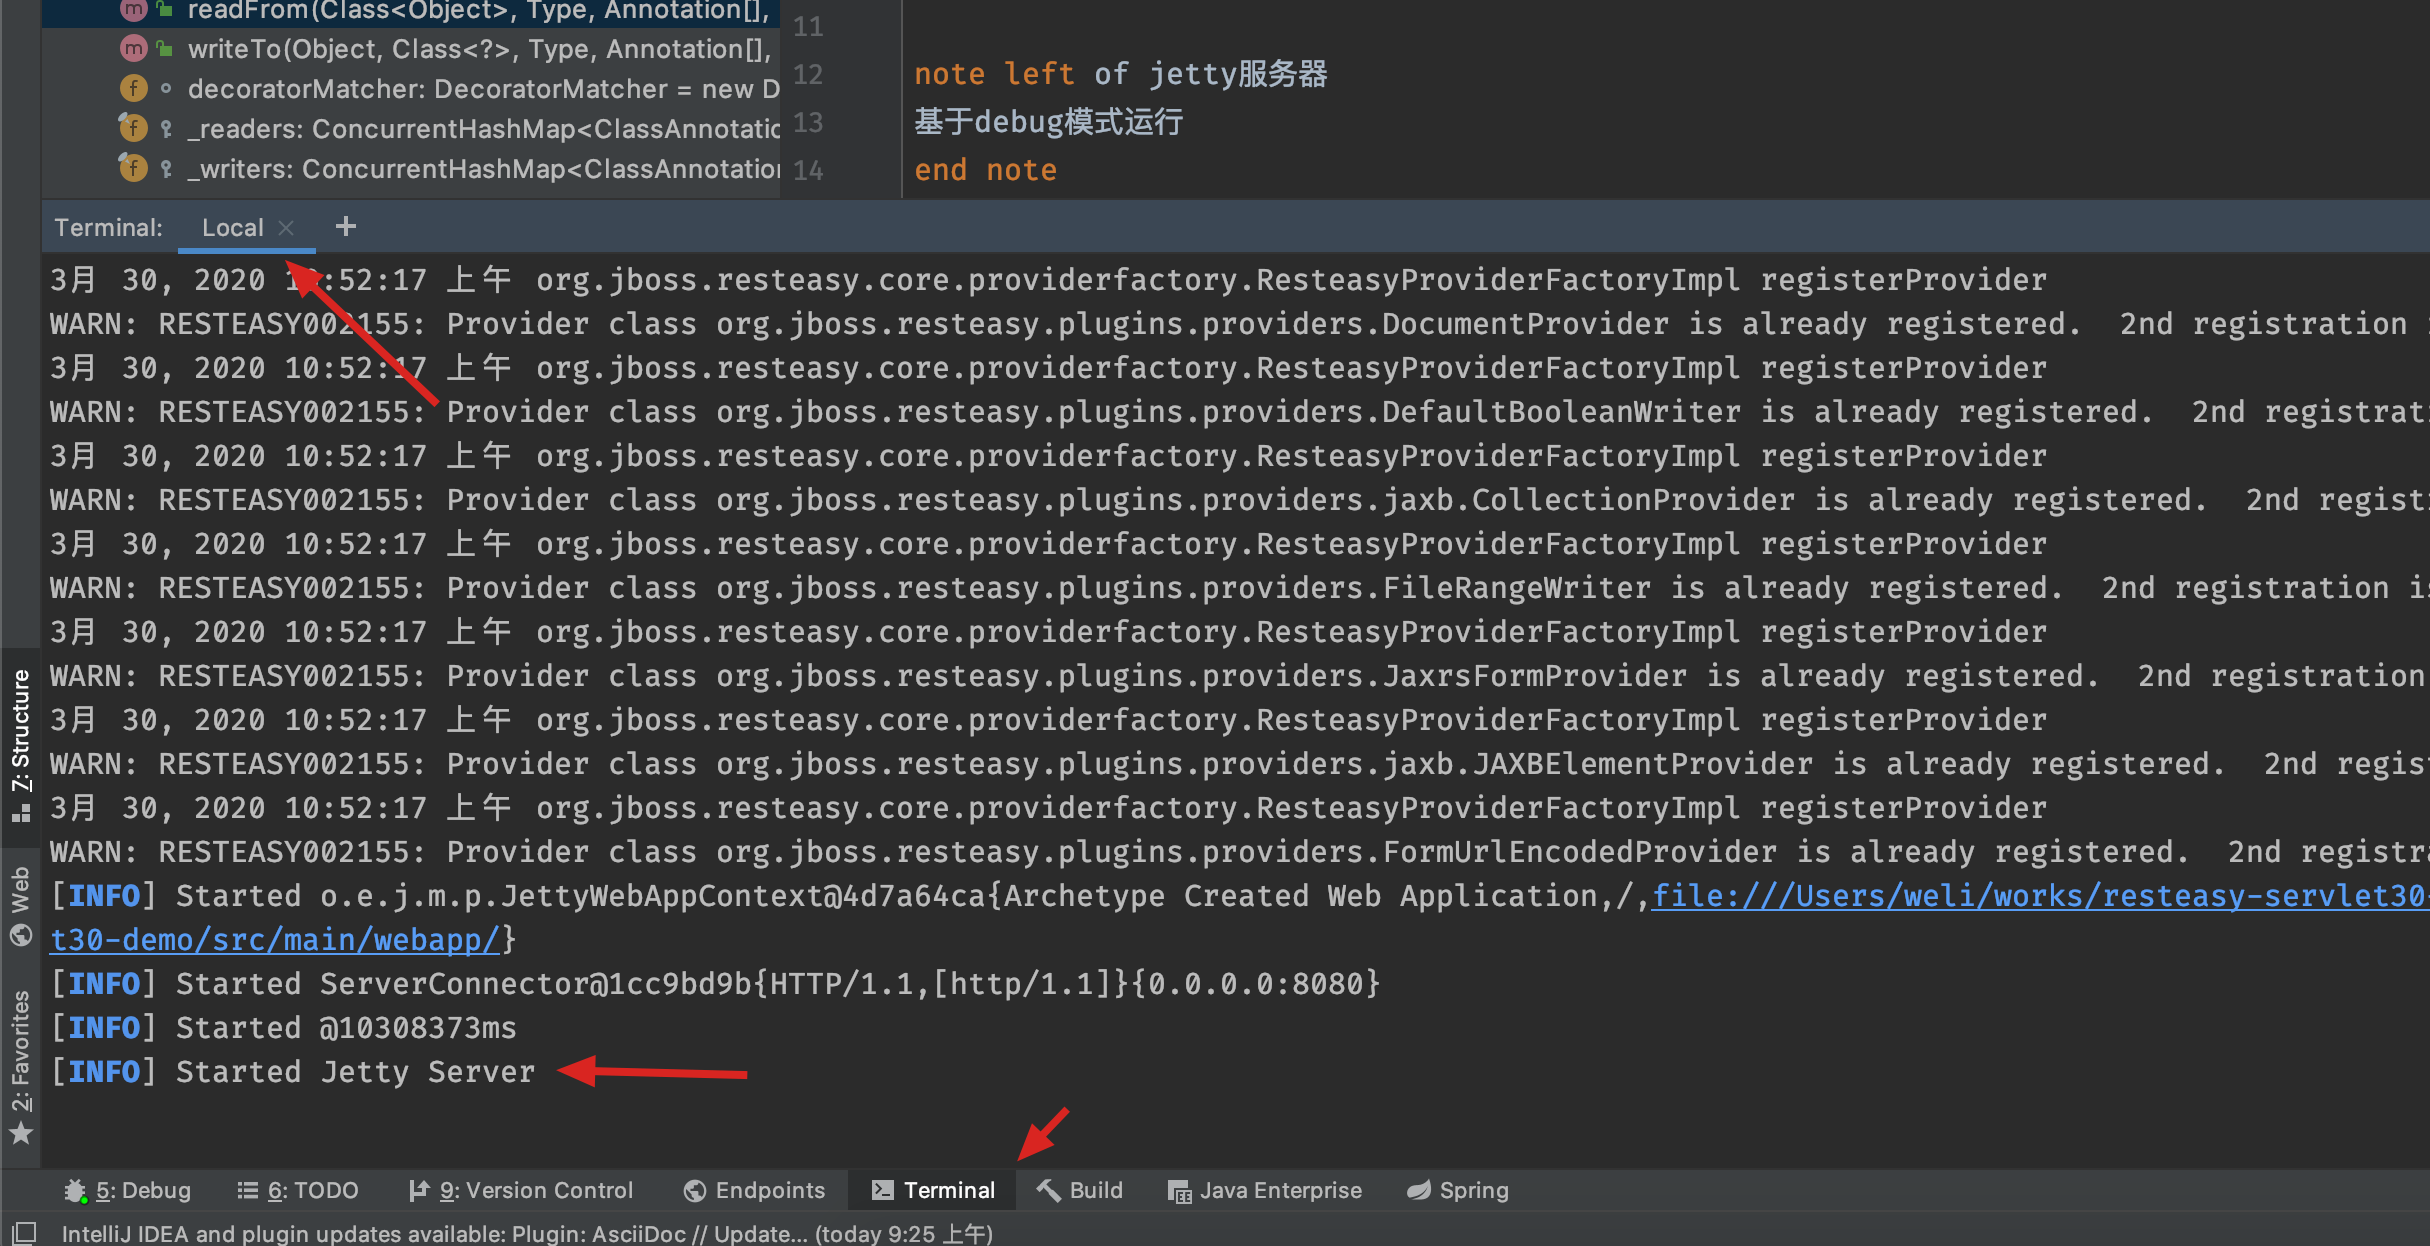 readFrom(Class<Object>, Type, Annotation[],
writeTo(Object, Class<?>, Type, Annotation[],
decoratorMatcher: DecoratorMatcher = new D
_readers: ConcurrentHashMap<ClassAnnotatio
_writers: ConcurrentHashMap<ClassAnnotation
11
12 note left of jetty服务器
13 基于debug模式运行
14 end note
Terminal: Local × +
3月 30, 2020 10:52:17 上午 org.jboss.resteasy.core.providerfactory.ResteasyProviderFactoryImpl registerProvider
WARN: RESTEASY002155: Provider class org.jboss.resteasy.plugins.providers.DocumentProvider is already registered.  2nd registration
3月 30, 2020 10:52:17 上午 org.jboss.resteasy.core.providerfactory.ResteasyProviderFactoryImpl registerProvider
WARN: RESTEASY002155: Provider class org.jboss.resteasy.plugins.providers.DefaultBooleanWriter is already registered.  2nd registrat
3月 30, 2020 10:52:17 上午 org.jboss.resteasy.core.providerfactory.ResteasyProviderFactoryImpl registerProvider
WARN: RESTEASY002155: Provider class org.jboss.resteasy.plugins.providers.jaxb.CollectionProvider is already registered.  2nd regist
3月 30, 2020 10:52:17 上午 org.jboss.resteasy.core.providerfactory.ResteasyProviderFactoryImpl registerProvider
WARN: RESTEASY002155: Provider class org.jboss.resteasy.plugins.providers.FileRangeWriter is already registered.  2nd registration is
3月 30, 2020 10:52:17 上午 org.jboss.resteasy.core.providerfactory.ResteasyProviderFactoryImpl registerProvider
WARN: RESTEASY002155: Provider class org.jboss.resteasy.plugins.providers.JaxrsFormProvider is already registered.  2nd registration
3月 30, 2020 10:52:17 上午 org.jboss.resteasy.core.providerfactory.ResteasyProviderFactoryImpl registerProvider
WARN: RESTEASY002155: Provider class org.jboss.resteasy.plugins.providers.jaxb.JAXBElementProvider is already registered.  2nd regis
3月 30, 2020 10:52:17 上午 org.jboss.resteasy.core.providerfactory.ResteasyProviderFactoryImpl registerProvider
WARN: RESTEASY002155: Provider class org.jboss.resteasy.plugins.providers.FormUrlEncodedProvider is already registered.  2nd registra
[INFO] Started o.e.j.m.p.JettyWebAppContext@4d7a64ca{Archetype Created Web Application,/,file:///Users/weli/works/resteasy-servlet30-
t30-demo/src/main/webapp/}
[INFO] Started ServerConnector@1cc9bd9b{HTTP/1.1,[http/1.1]}{0.0.0.0:8080}
[INFO] Started @10308373ms
[INFO] Started Jetty Server
Z: Structure
Web
2: Favorites
5: Debug 6: TODO 9: Version Control Endpoints Terminal Build Java Enterprise Spring
IntelliJ IDEA and plugin updates available: Plugin: AsciiDoc // Update... (today 9:25 上午)